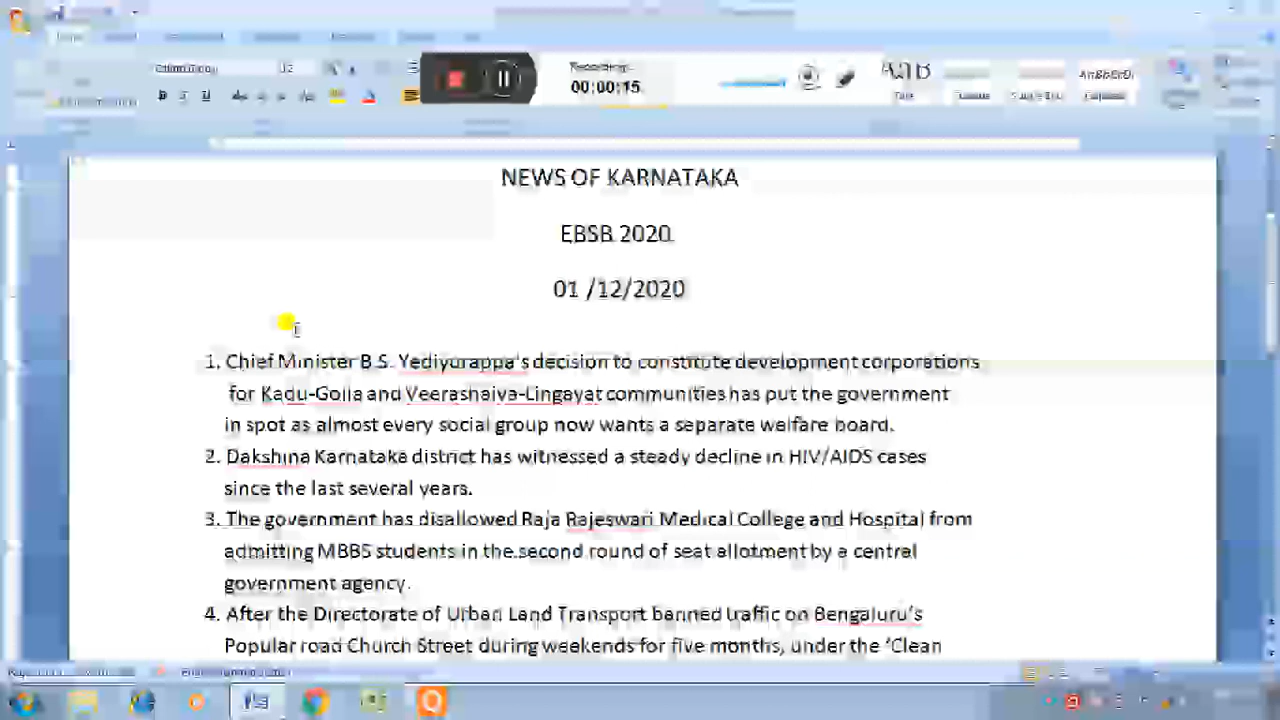 Recording
00:00:15
NEWS OF KARNATAKA
EBSB 2020
01 /12/2020
1. Chief Minister B.S. Yediyurappa's decision to constitute development corporations
for Kadu-Golla and Veerashaiva-Lingayat communities has put the government
in spot as almost every social group now wants a separate welfare board.
2. Dakshina Karnataka district has witnessed a steady decline in HIV/AIDS cases
since the last several years.
3. The government has disallowed Raja Rajeswari Medical College and Hospital from
admitting MBBS students in the second round of seat allotment by a central
government agency.
4. After the Directorate of Urban Land Transport banned traffic on Bengaluru's
Popular road Church Street during weekends for five months, under the 'Clean